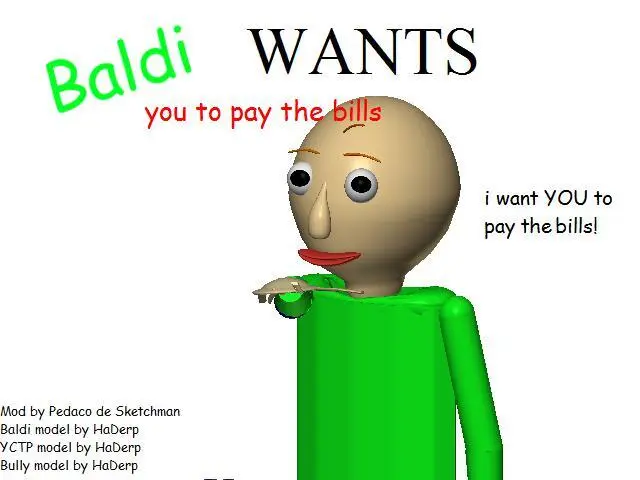 Baldi WANTS
you to pay the bills
i want YOU to
pay the bills!
Mod by Pedaco de Sketchman
Baldi model by HaDerp
YCTP model by HaDerp
Bully model by HaDerp